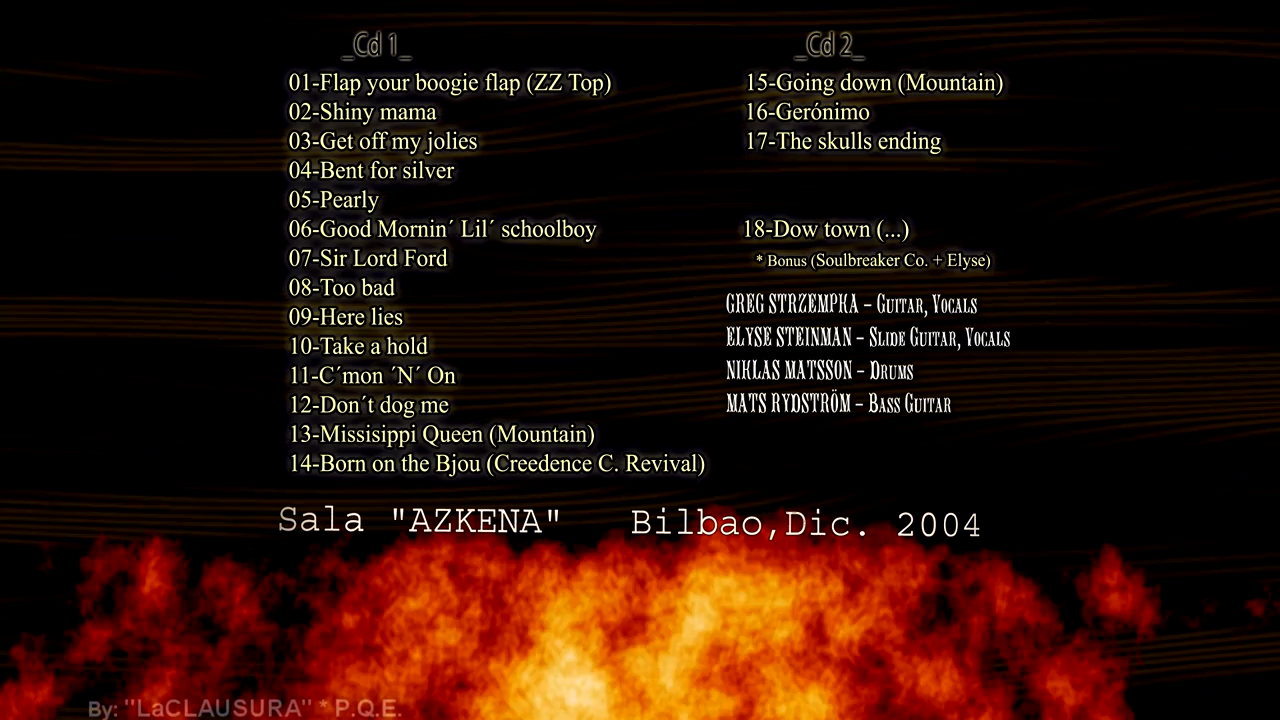 _Cd 1_
01-Flap your boogie flap (ZZ Top)
02-Shiny mama
03-Get off my jolies
04-Bent for silver
05-Pearly
06-Good Mornin´ Lil´ schoolboy
07-Sir Lord Ford
08-Too bad
09-Here lies
10-Take a hold
11-C´mon ´N´ On
12-Don´t dog me
13-Missisippi Queen (Mountain)
14-Born on the Bjou (Creedence C. Revival)
_Cd 2_
15-Going down (Mountain)
16-Gerónimo
17-The skulls ending
18-Dow town (...)
* Bonus (Soulbreaker Co. + Elyse)
GREG STRZEMPKA – Guitar, Vocals
ELYSE STEINMAN – Slide Guitar, Vocals
NIKLAS MATSSON – Drums
MATS RYDSTRÖM – Bass Guitar
Sala "AZKENA" Bilbao,Dic. 2004
By: "LaCLAUSURA" * P.Q.E.